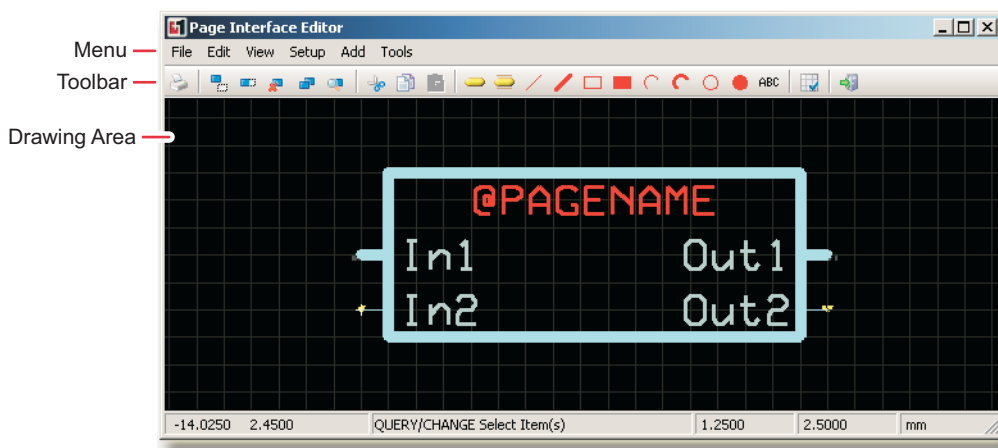 Page Interface Editor
Menu
File Edit View Setup Add Tools
Toolbar
ABC
Drawing Area
@PAGENAME
In1 Out1
In2 Out2
-14.0250 2.4500 QUERY/CHANGE Select Item(s) 1.2500 2.5000 mm